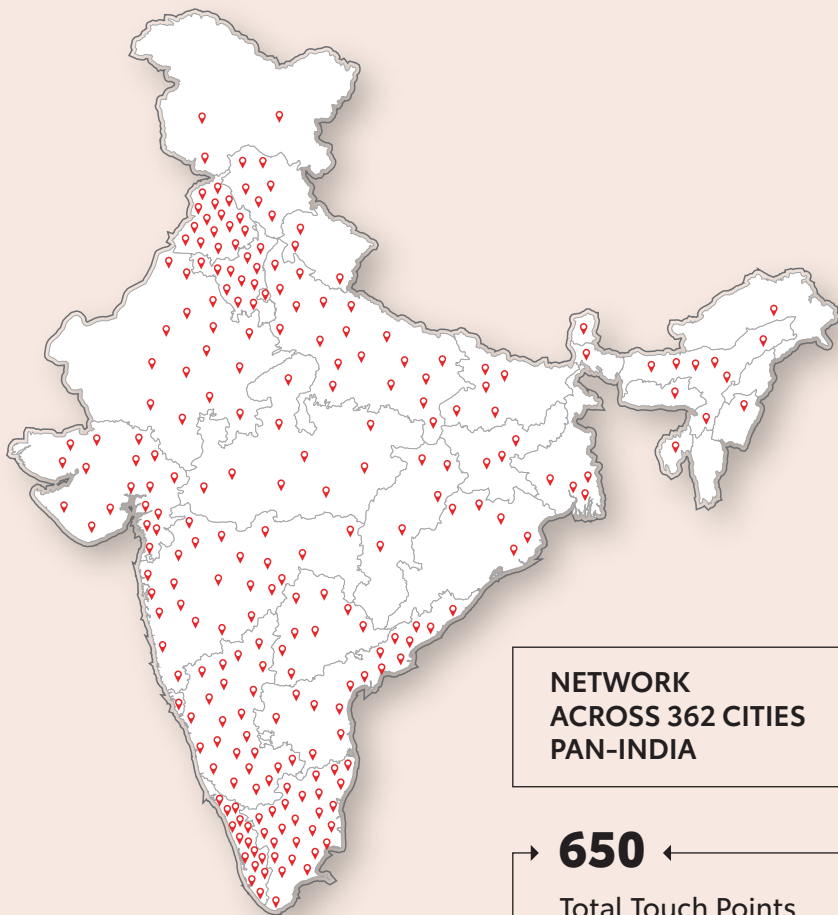 NETWORK
ACROSS 362 CITIES
PAN-INDIA
650
Total Touch Points